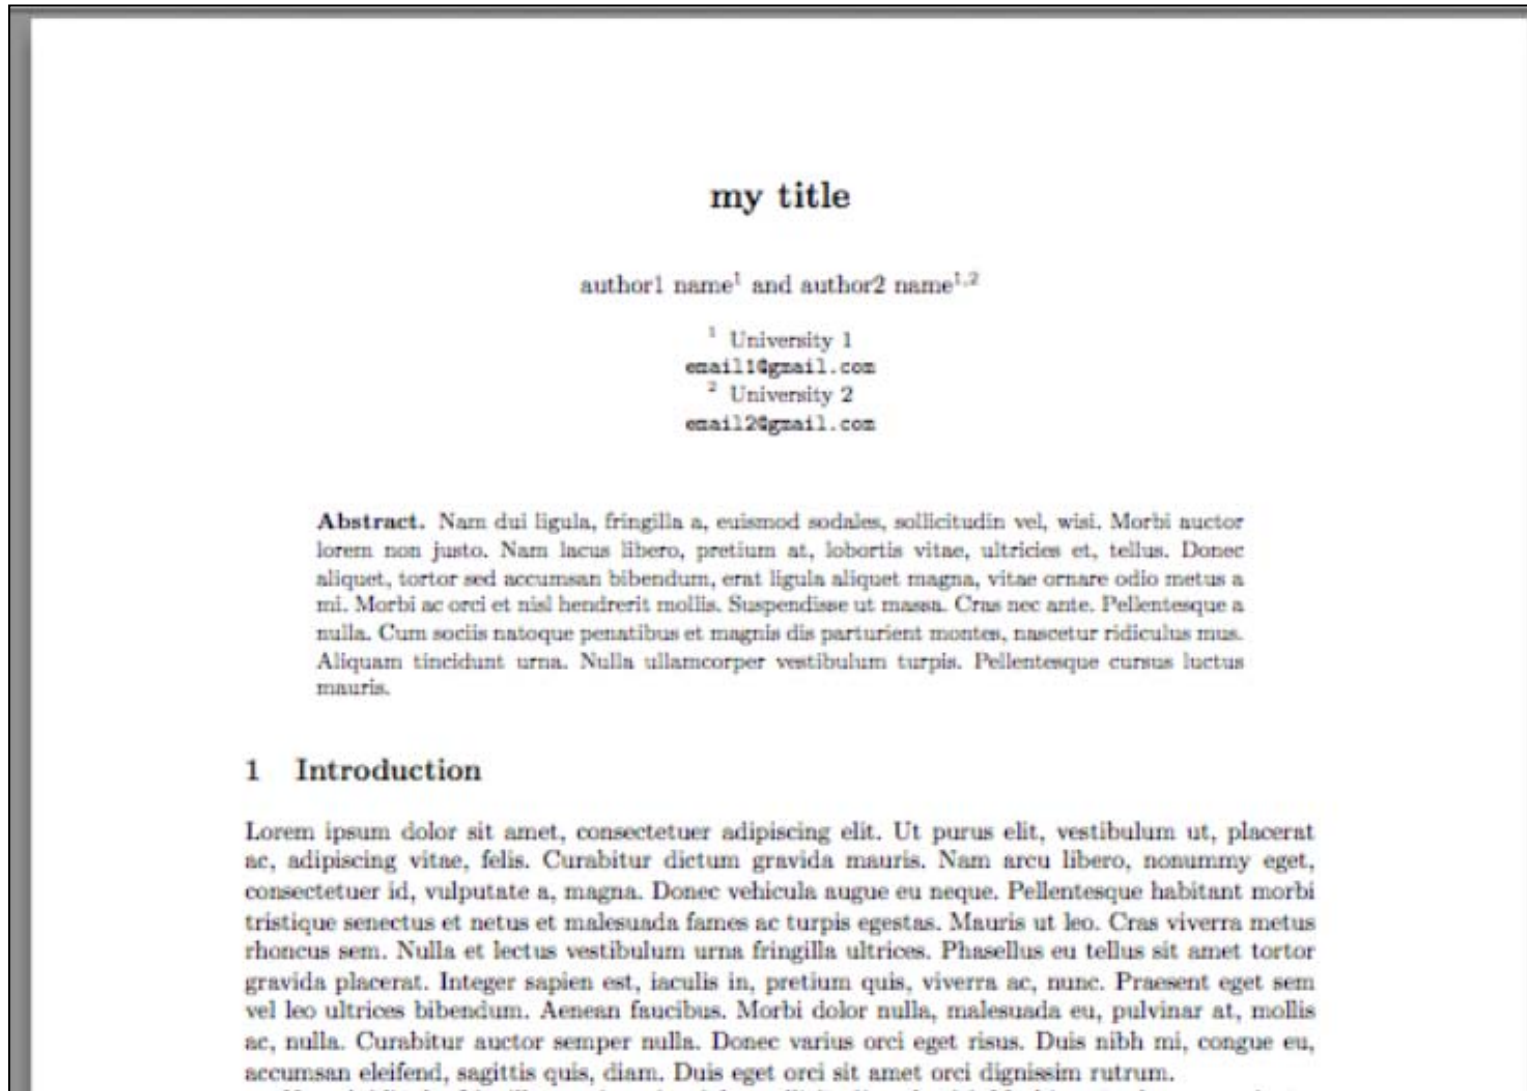 my title
author1 name1 and author2 name1,2
1 University 1
email1@gmail.com
2 University 2
email2@gmail.com
Abstract. Nam dui ligula, fringilla a, euismod sodales, sollicitudin vel, wisi. Morbi auctor
lorem non justo. Nam lacus libero, pretium at, lobortis vitae, ultricies et, tellus. Donec
aliquet, tortor sed accumsan bibendum, erat ligula aliquet magna, vitae ornare odio metus a
mi. Morbi ac orci et nisl hendrerit mollis. Suspendisse ut massa. Cras nec ante. Pellentesque a
nulla. Cum sociis natoque penatibus et magnis dis parturient montes, nascetur ridiculus mus.
Aliquam tincidunt urna. Nulla ullamcorper vestibulum turpis. Pellentesque cursus luctus
mauris.
1 Introduction
Lorem ipsum dolor sit amet, consectetuer adipiscing elit. Ut purus elit, vestibulum ut, placerat
ac, adipiscing vitae, felis. Curabitur dictum gravida mauris. Nam arcu libero, nonummy eget,
consectetuer id, vulputate a, magna. Donec vehicula augue eu neque. Pellentesque habitant morbi
tristique senectus et netus et malesuada fames ac turpis egestas. Mauris ut leo. Cras viverra metus
rhoncus sem. Nulla et lectus vestibulum urna fringilla ultrices. Phasellus eu tellus sit amet tortor
gravida placerat. Integer sapien est, iaculis in, pretium quis, viverra ac, nunc. Praesent eget sem
vel leo ultrices bibendum. Aenean faucibus. Morbi dolor nulla, malesuada eu, pulvinar at, mollis
ac, nulla. Curabitur auctor semper nulla. Donec varius orci eget risus. Duis nibh mi, congue eu,
accumsan eleifend, sagittis quis, diam. Duis eget orci sit amet orci dignissim rutrum.